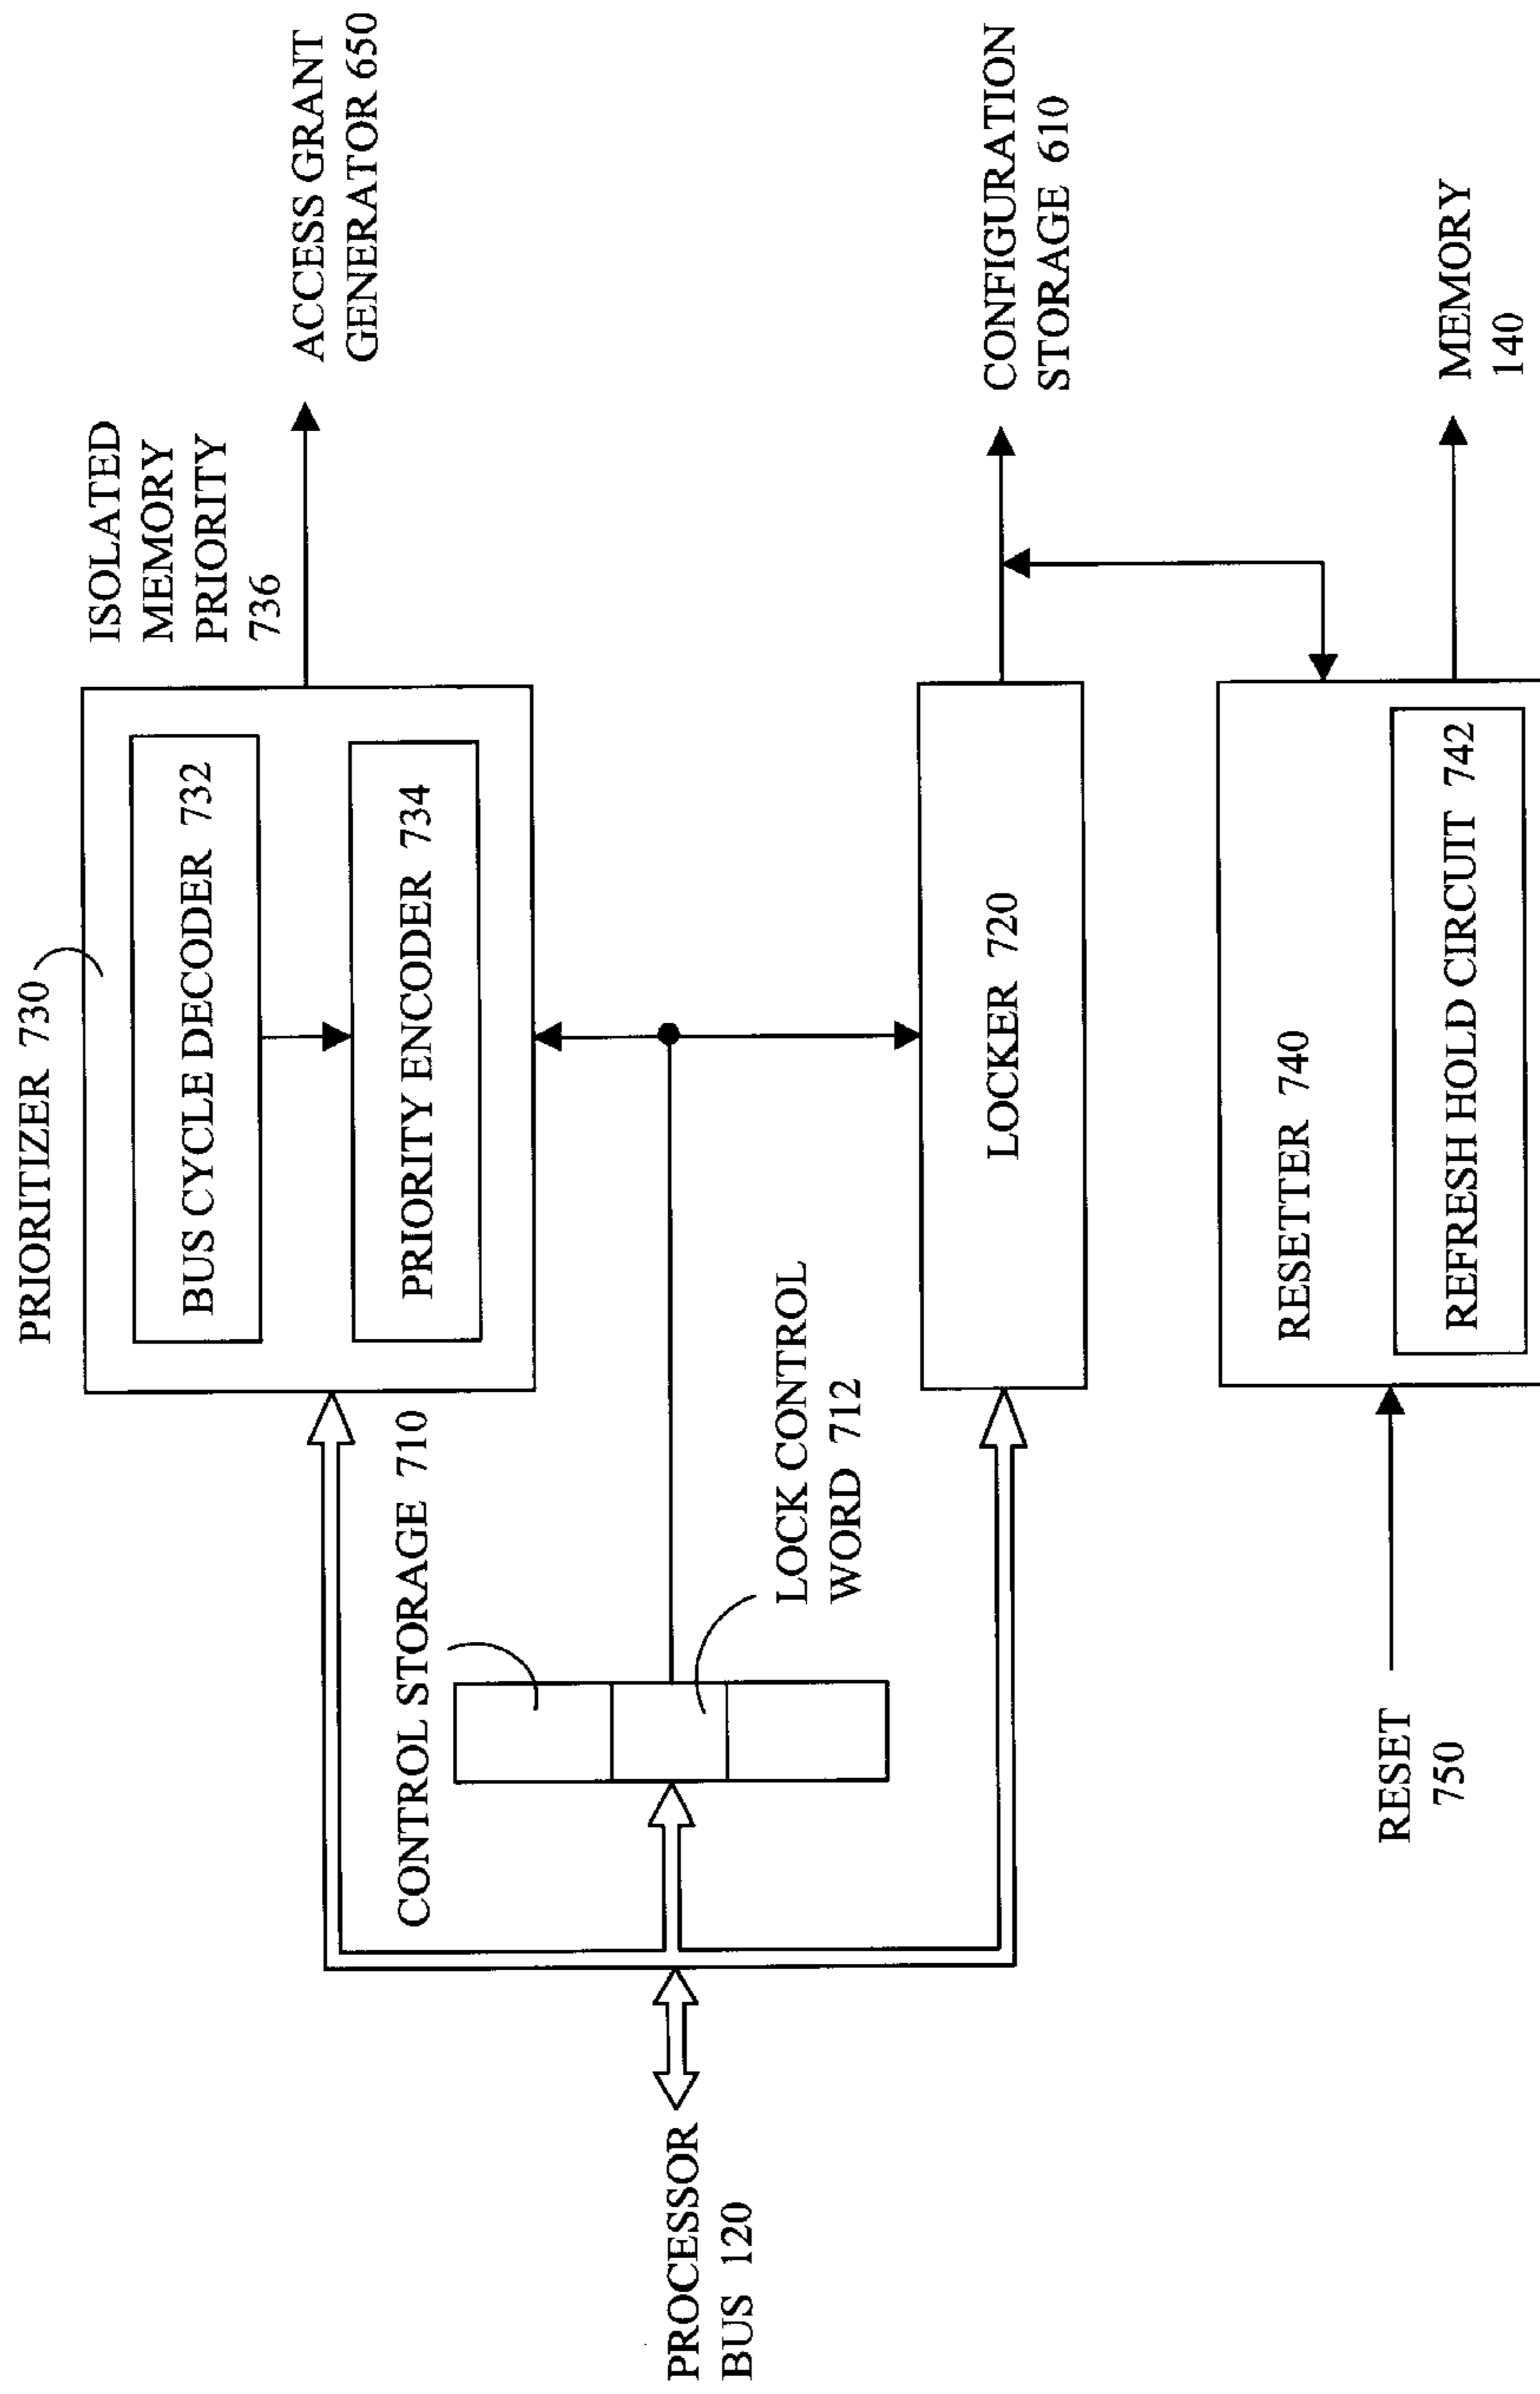 PRIORITIZER 730
BUS CYCLE DECODER 732
PRIORITY ENCODER 734
ISOLATED
MEMORY
PRIORITY
736
ACCESS GRANT
GENERATOR 650
CONTROL STORAGE 710
LOCK CONTROL
WORD 712
PROCESSOR
BUS 120
LOCKER 720
CONFIGURATION
STORAGE 610
RESET
750
RESETTER 740
REFRESH HOLD CIRCUIT 742
MEMORY
140